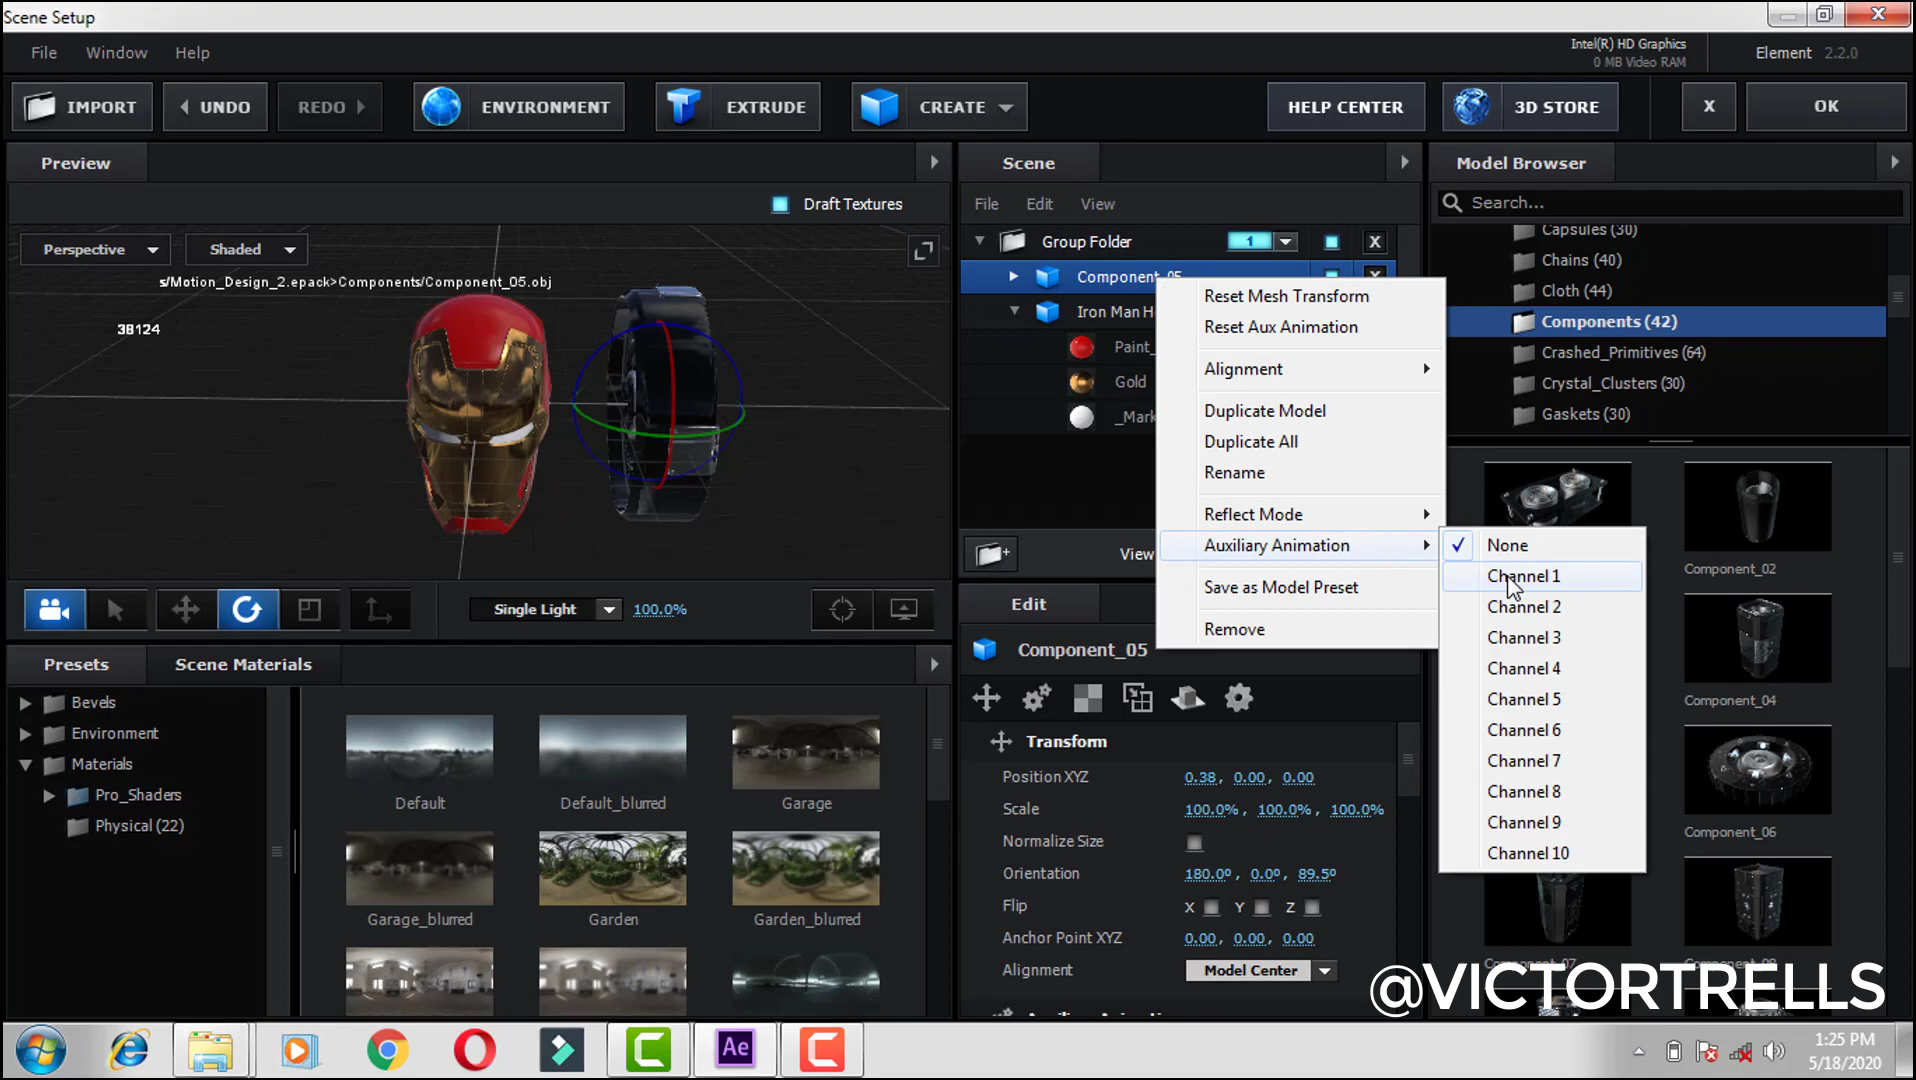 Scene Setup
File Window Help
Intel(R) HD Graphics
0 MB Video RAM
Element 2.2.0
IMPORT
UNDO
REDO
ENVIRONMENT
EXTRUDE
CREATE
HELP CENTER
3D STORE
X
OK
Preview
Draft Textures
Perspective
Shaded
s/Motion_Design_2.epack>Components/Component_05.obj
38124
Single Light
100.0%
Scene
File Edit View
Group Folder 1 X
Component_05
Iron Man H
Paint_
Gold
_Mark
View
Reset Mesh Transform
Reset Aux Animation
Alignment
Duplicate Model
Duplicate All
Rename
Reflect Mode
Auxiliary Animation
Save as Model Preset
Remove
None
Channel 1
Channel 2
Channel 3
Channel 4
Channel 5
Channel 6
Channel 7
Channel 8
Channel 9
Channel 10
Model Browser
Search...
Capsules (30)
Chains (40)
Cloth (44)
Components (42)
Crashed_Primitives (64)
Crystal_Clusters (30)
Gaskets (30)
Component_02
Component_04
Component_06
Presets
Scene Materials
Bevels
Environment
Materials
Pro_Shaders
Physical (22)
Default
Default_blurred
Garage
Garage_blurred
Garden
Garden_blurred
Edit
Component_05
Transform
Position XYZ 0.38, 0.00, 0.00
Scale 100.0%, 100.0%, 100.0%
Normalize Size
Orientation 180.0º, 0.0º, 89.5º
Flip X Y Z
Anchor Point XYZ 0.00, 0.00, 0.00
Alignment Model Center
@VICTORTRELLS
Ae
1:25 PM
5/18/2020